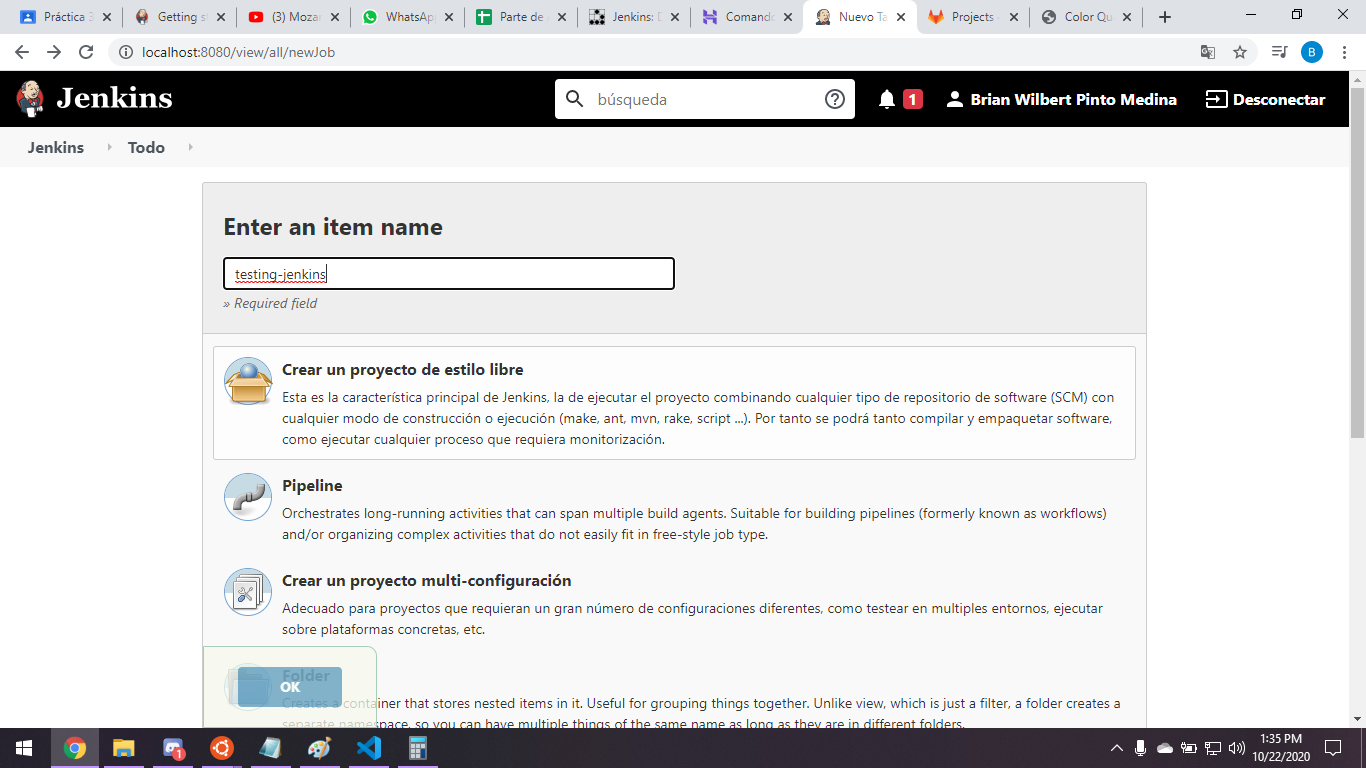 Práctica 3
Getting s
(3) Moza
WhatsAp
Parte de
Jenkins: D
Comando
Nuevo Ta
Projects
Color Qu
localhost:8080/view/all/newJob
B
Jenkins
búsqueda
1
Brian Wilbert Pinto Medina
Desconectar
Jenkins
Todo
Enter an item name
testing-jenkins
» Required field
Crear un proyecto de estilo libre
Esta es la característica principal de Jenkins, la de ejecutar el proyecto combinando cualquier tipo de repositorio de software (SCM) con
cualquier modo de construcción o ejecución (make, ant, mvn, rake, script ...). Por tanto se podrá tanto compilar y empaquetar software,
como ejecutar cualquier proceso que requiera monitorización.
Pipeline
Orchestrates long-running activities that can span multiple build agents. Suitable for building pipelines (formerly known as workflows)
and/or organizing complex activities that do not easily fit in free-style job type.
Crear un proyecto multi-configuración
Adecuado para proyectos que requieran un gran número de configuraciones diferentes, como testear en multiples entornos, ejecutar
sobre plataformas concretas, etc.
Folder
OK
Creates a container that stores nested items in it. Useful for grouping things together. Unlike view, which is just a filter, a folder creates a
separate namespace, so you can have multiple things of the same name as long as they are in different folders.
1
1:35 PM
10/22/2020